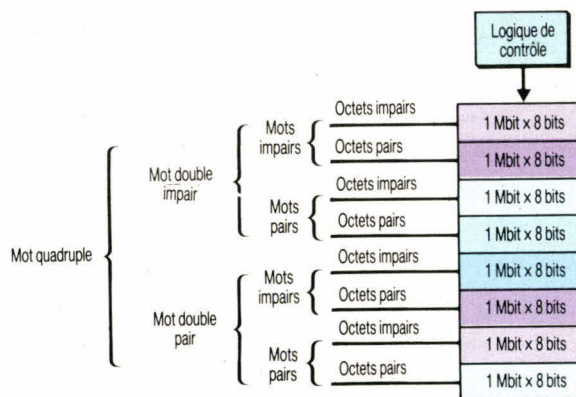 Logique de
contrôle
Octets impairs
1 Mbit × 8 bits
Mots
impairs
Octets pairs
1 Mbit × 8 bits
Mot double
impair
Octets impairs
1 Mbit × 8 bits
Mots
pairs
Octets pairs
1 Mbit × 8 bits
Mot quadruple
Octets impairs
1 Mbit × 8 bits
Mots
impairs
Octets pairs
1 Mbit × 8 bits
Mot double
pair
Octets impairs
1 Mbit × 8 bits
Mots
pairs
Octets pairs
1 Mbit × 8 bits